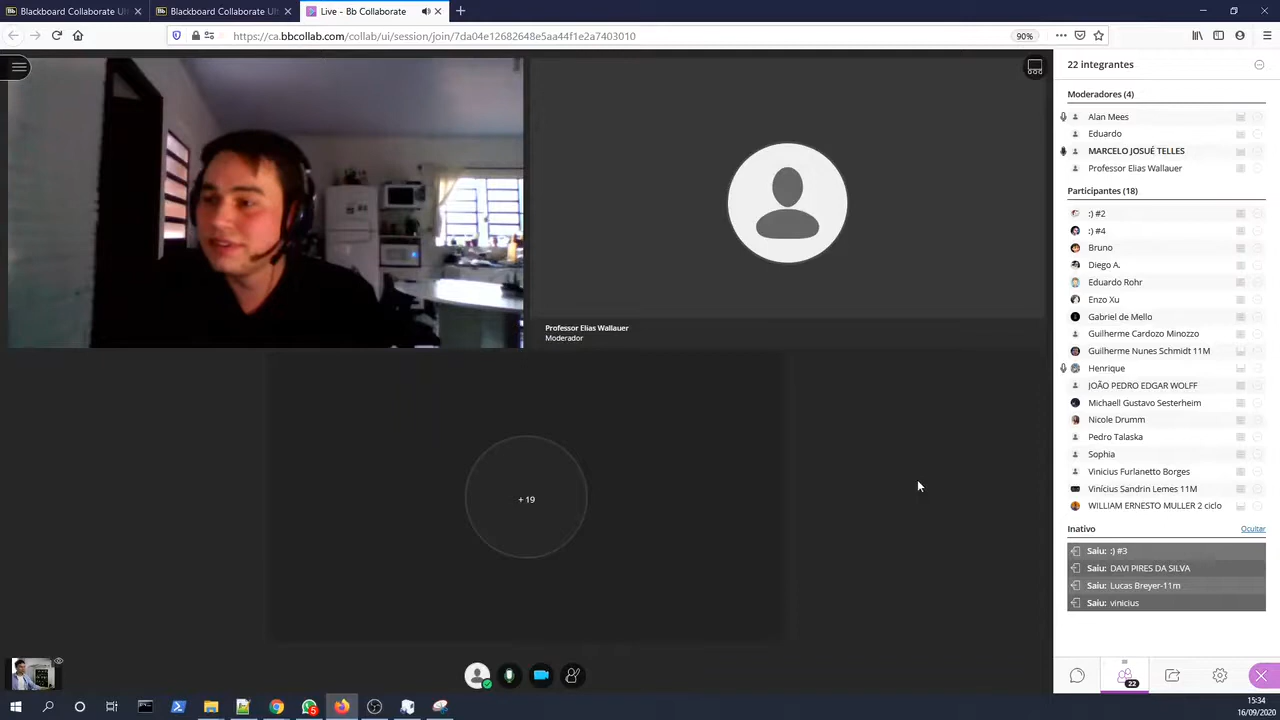 Blackboard Collaborate Ul
Blackboard Collaborate Ul
Live – Bb Collaborate
https://ca.bbcollab.com/collab/ui/session/join/7da04e12682648e5aa44f1e2a7403010
90%
22 integrantes
Moderadores (4)
Alan Mees
Eduardo
MARCELO JOSUÉ TELLES
Professor Elias Wallauer
Participantes (18)
:) #2
:) #4
Bruno
Diego A.
Eduardo Rohr
Enzo Xu
Gabriel de Mello
Guilherme Cardozo Minozzo
Guilherme Nunes Schmidt 11M
Henrique
JOÃO PEDRO EDGAR WOLFF
Michaell Gustavo Sesterheim
Nicole Drumm
Pedro Talaska
Sophia
Vinicius Furlanetto Borges
Vinícius Sandrin Lemes 11M
WILLIAM ERNESTO MULLER 2 ciclo
Inativo
Ocultar
Saiu: :) #3
Saiu: DAVI PIRES DA SILVA
Saiu: Lucas Breyer-11m
Saiu: vinicius
Professor Elias Wallauer
Moderador
+ 19
22
5
15:34
16/09/2020